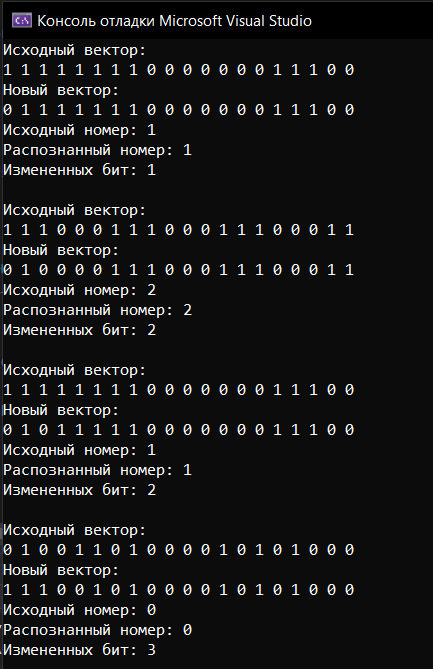 Консоль отладки Microsoft Visual Studio
Исходный вектор:
1 1 1 1 1 1 1 1 0 0 0 0 0 0 0 1 1 1 0 0
Новый вектор:
0 1 1 1 1 1 1 1 0 0 0 0 0 0 0 1 1 1 0 0
Исходный номер: 1
Распознанный номер: 1
Измененных бит: 1
Исходный вектор:
1 1 1 0 0 0 1 1 1 0 0 0 1 1 1 0 0 0 1 1
Новый вектор:
0 1 0 0 0 0 1 1 1 0 0 0 1 1 1 0 0 0 1 1
Исходный номер: 2
Распознанный номер: 2
Измененных бит: 2
Исходный вектор:
1 1 1 1 1 1 1 1 0 0 0 0 0 0 0 1 1 1 0 0
Новый вектор:
0 1 0 1 1 1 1 1 0 0 0 0 0 0 0 1 1 1 0 0
Исходный номер: 1
Распознанный номер: 1
Измененных бит: 2
Исходный вектор:
0 1 0 0 1 1 0 1 0 0 0 0 1 0 1 0 1 0 0 0
Новый вектор:
1 1 1 0 0 1 0 1 0 0 0 0 1 0 1 0 1 0 0 0
Исходный номер: 0
Распознанный номер: 0
Измененных бит: 3